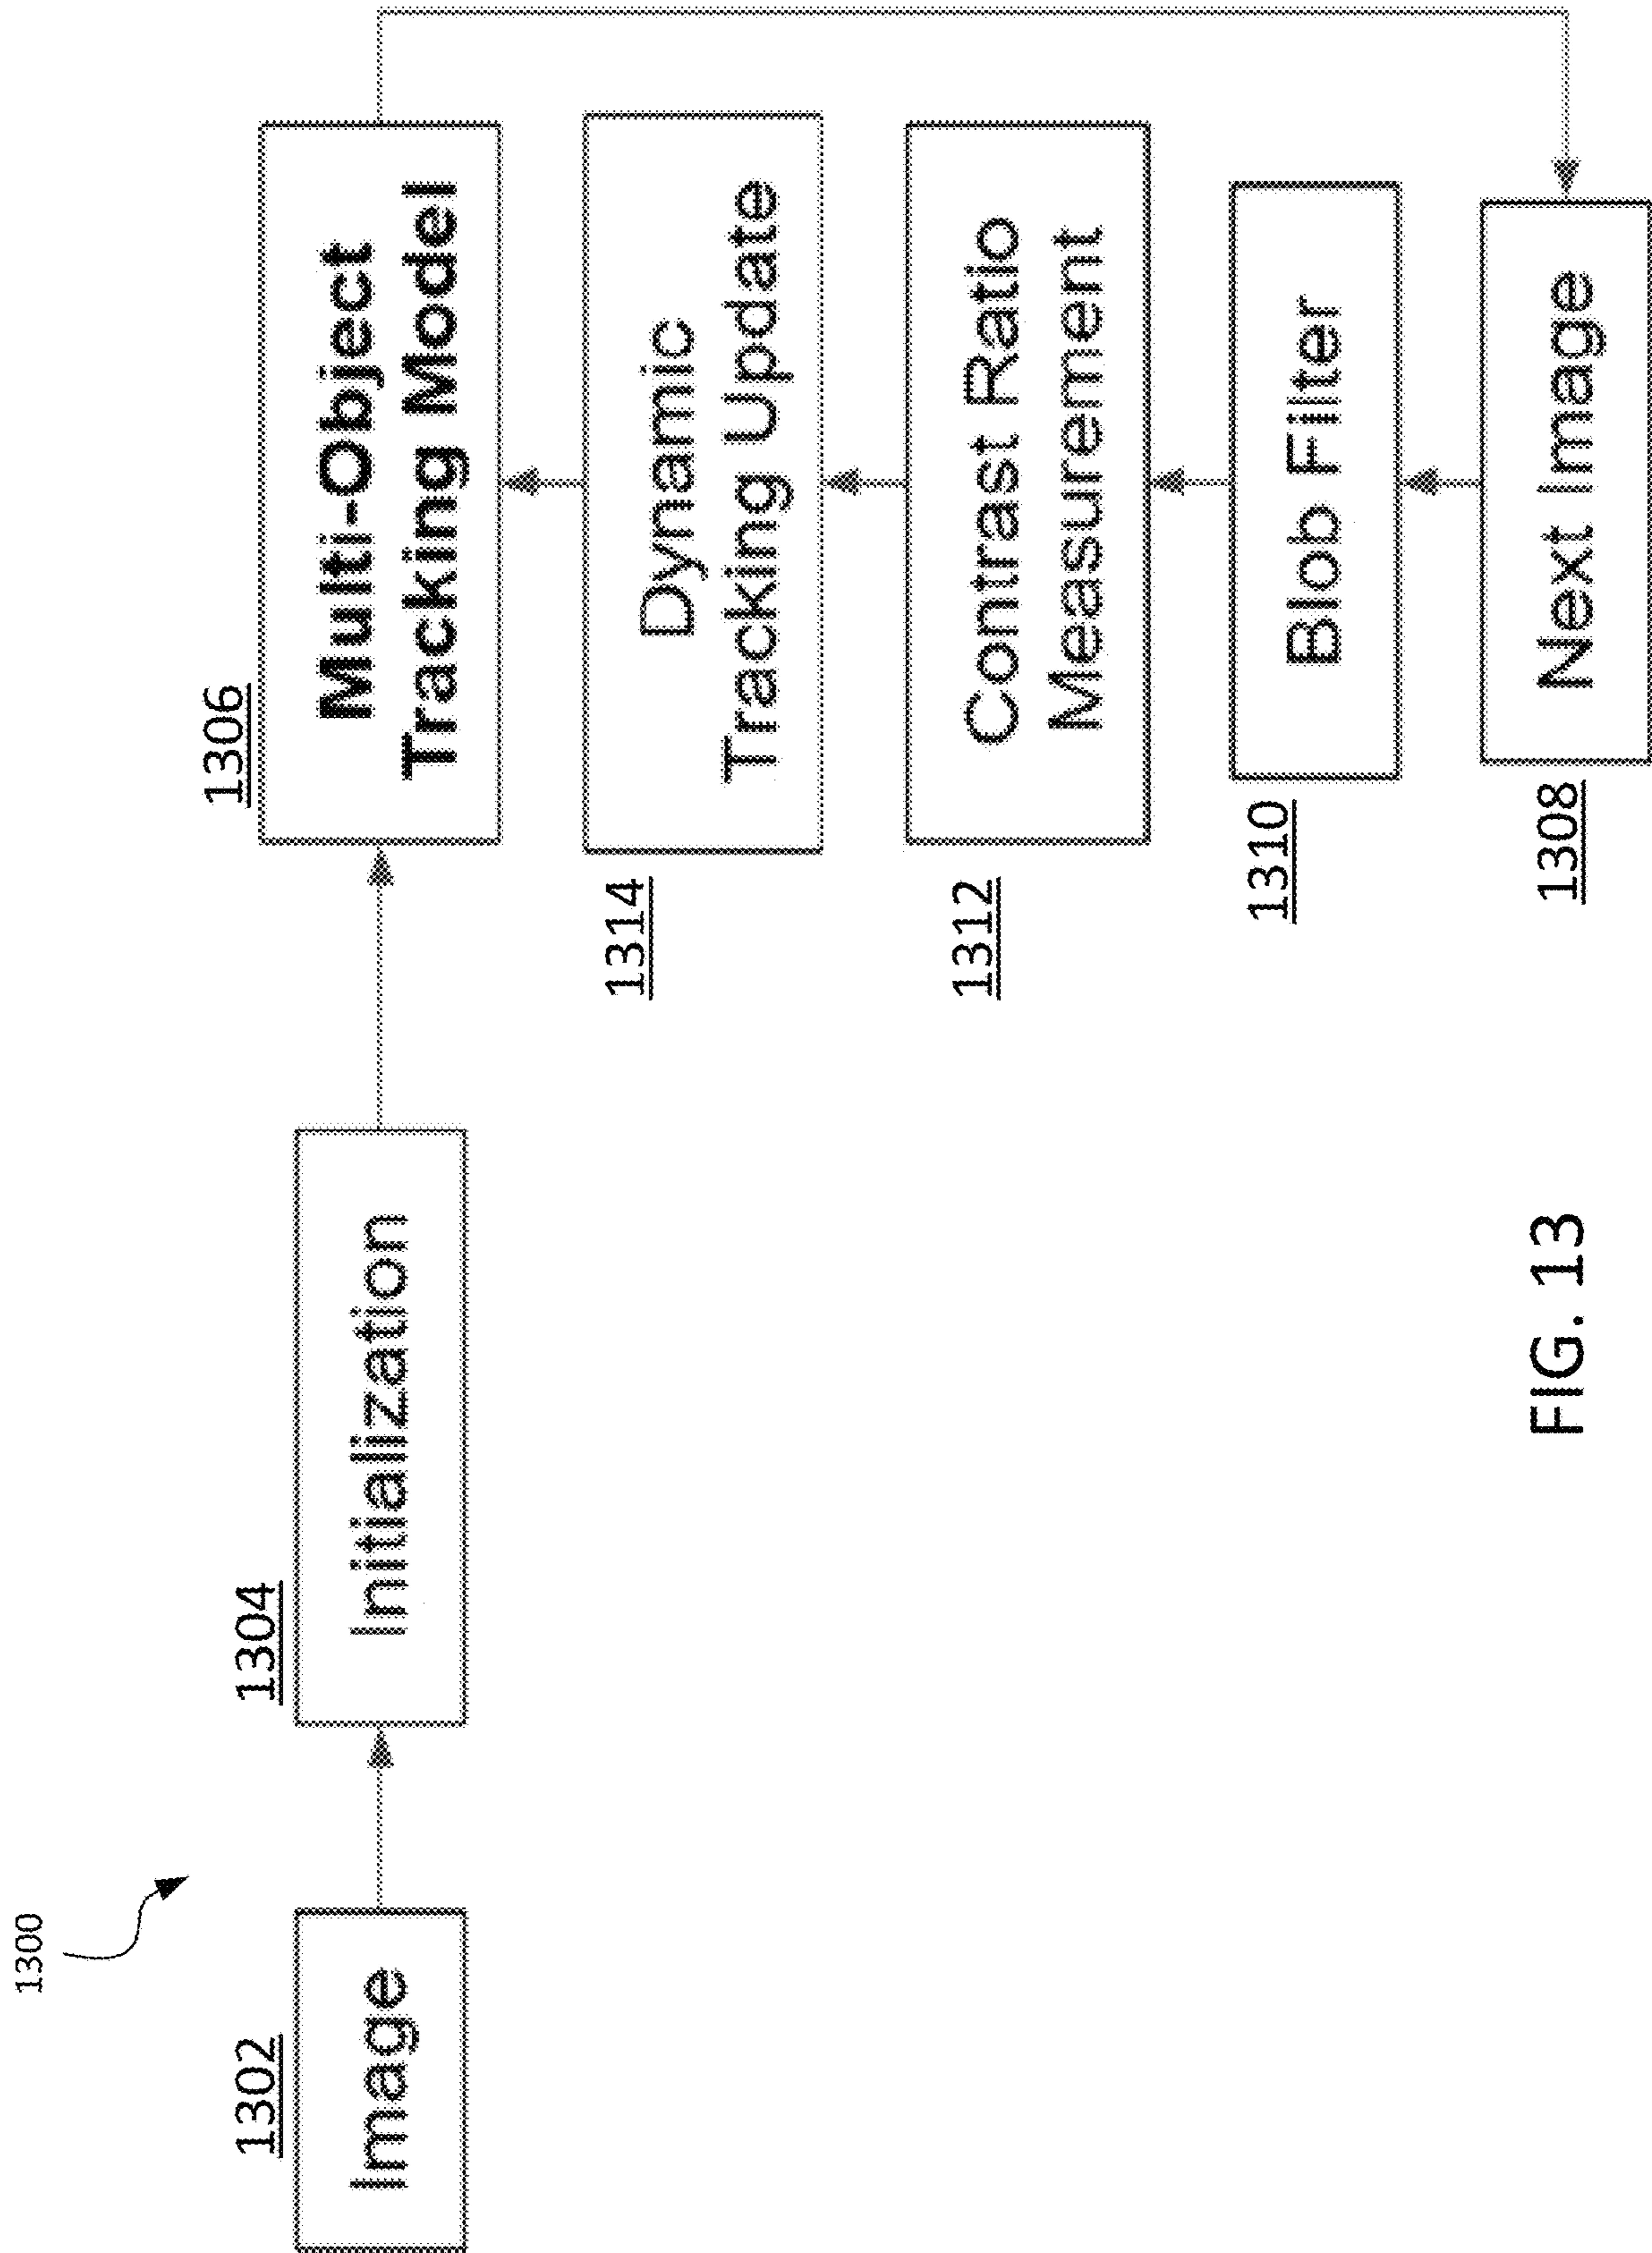 1300
1302
Image
1304
Initialization
1306
Multi-Object
Tracking Model
1314
Dynamic
Tracking Update
1312
Contrast Ratio
Measurement
1310
Blob Filter
1308
Next Image
FIG. 13